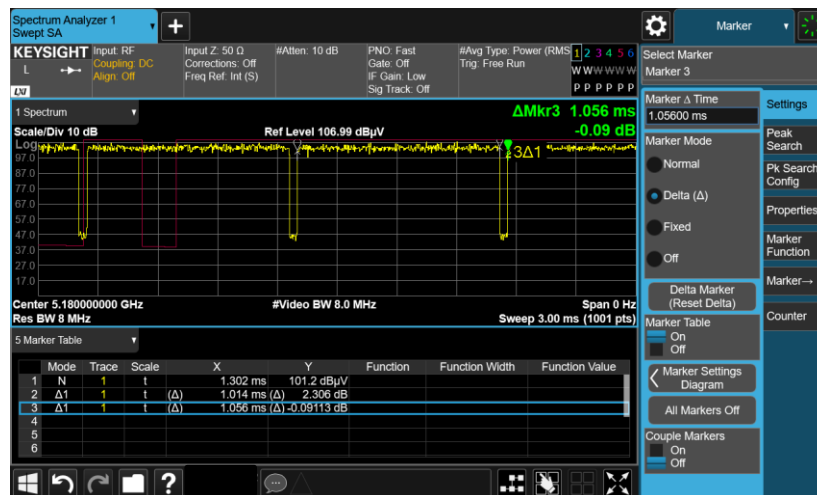 Spectrum Analyzer 1
Swept SA
+
Marker
KEYSIGHT
L
LXI
Input: RF
Coupling: DC
Align: Off
Input Z: 50 Ω
Corrections: Off
Freq Ref: Int (S)
#Atten: 10 dB
PNO: Fast
Gate: Off
IF Gain: Low
Sig Track: Off
#Avg Type: Power (RMS
Trig: Free Run
1 2 3 4 5 6
W W W W W W
P P P P P P
Select Marker
Marker 3
1 Spectrum
Scale/Div 10 dB
Ref Level 106.99 dBµV
ΔMkr3 1.056 ms
-0.09 dB
Log
97.0
87.0
77.0
67.0
57.0
47.0
37.0
27.0
17.0
3Δ1
Center 5.180000000 GHz
#Video BW 8.0 MHz
Span 0 Hz
Res BW 8 MHz
Sweep 3.00 ms (1001 pts)
5 Marker Table
Mode Trace Scale X Y Function Function Width Function Value
1 N 1 t 1.302 ms 101.2 dBµV
2 Δ1 1 t (Δ) 1.014 ms (Δ) 2.306 dB
3 Δ1 1 t (Δ) 1.056 ms (Δ) -0.09113 dB
4
5
6
?
Marker Δ Time
1.05600 ms
Marker Mode
Normal
Delta (Δ)
Fixed
Off
Delta Marker
(Reset Delta)
Marker Table
On
Off
Marker Settings
Diagram
All Markers Off
Couple Markers
On
Off
Settings
Peak
Search
Pk Search
Config
Properties
Marker
Function
Marker→
Counter